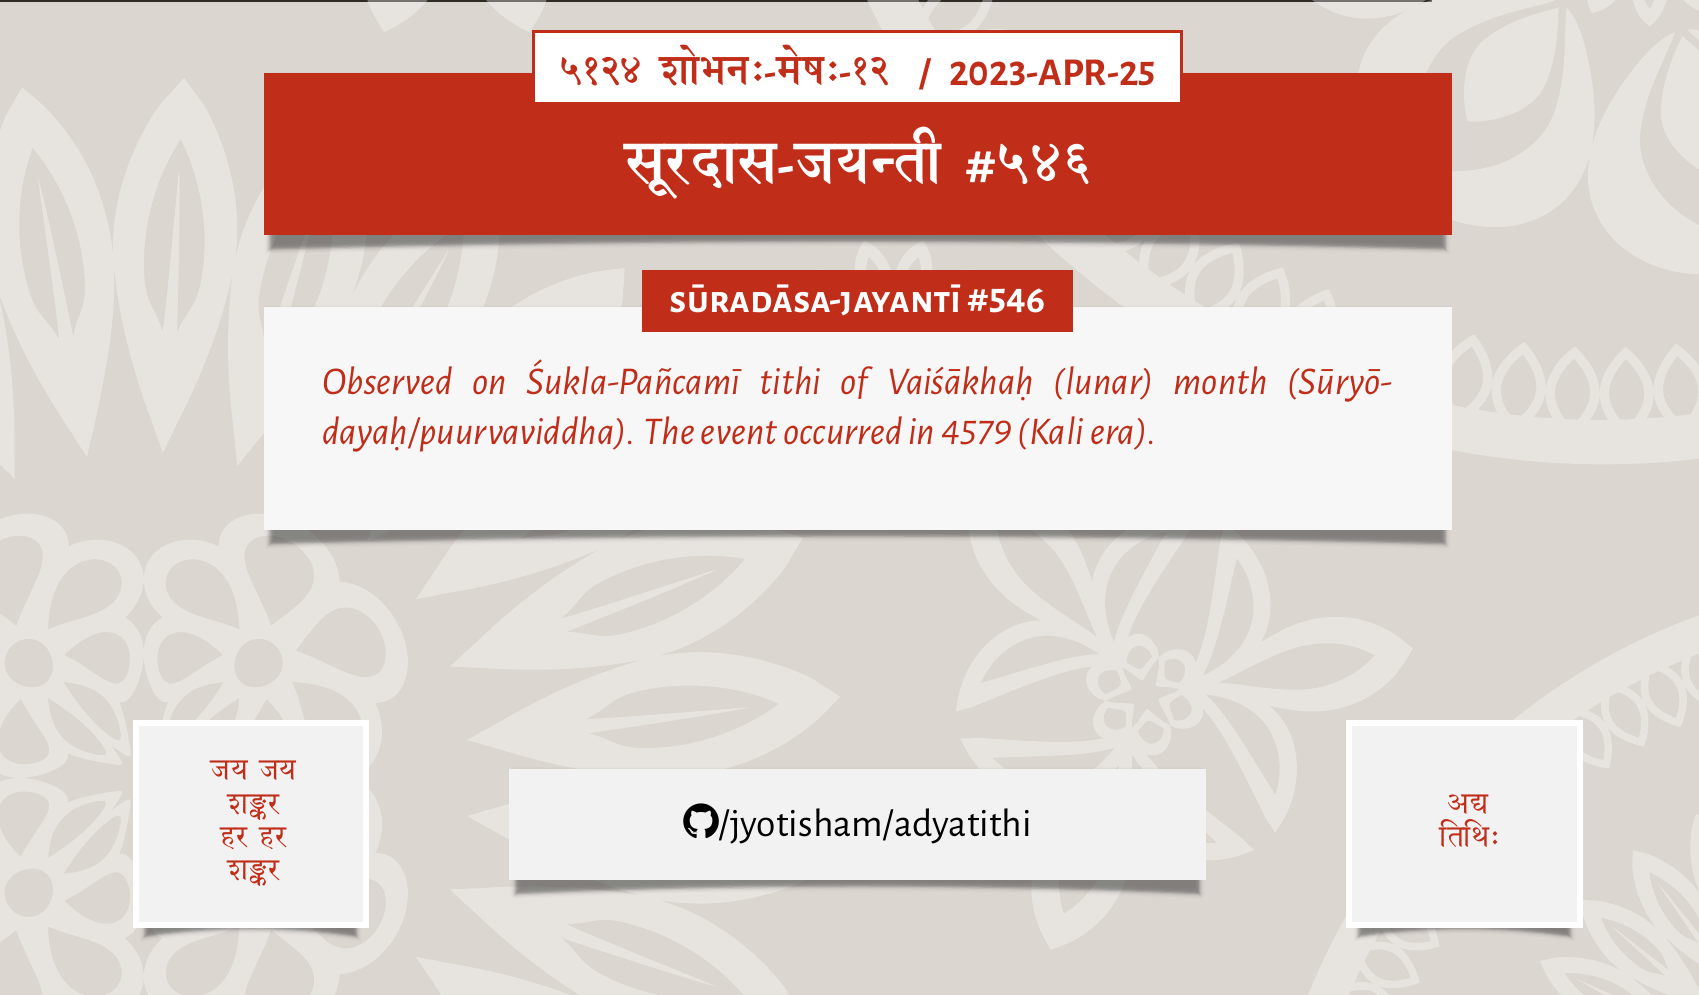 ५१२४ शोभनः-मेषः-१२ / 2023-APR-25
सूरदास-जयन्ती #५४६
SŪRADĀSA-JAYANTĪ #546
Observed on Śukla-Pañcamī tithi of Vaiśākhaḥ (lunar) month (Sūryō-
dayaḥ/puurvaviddha). The event occurred in 4579 (Kali era).
जय जय
शङ्कर
हर हर
शङ्कर
/jyotisham/adyatithi
अद्य
तिथिः